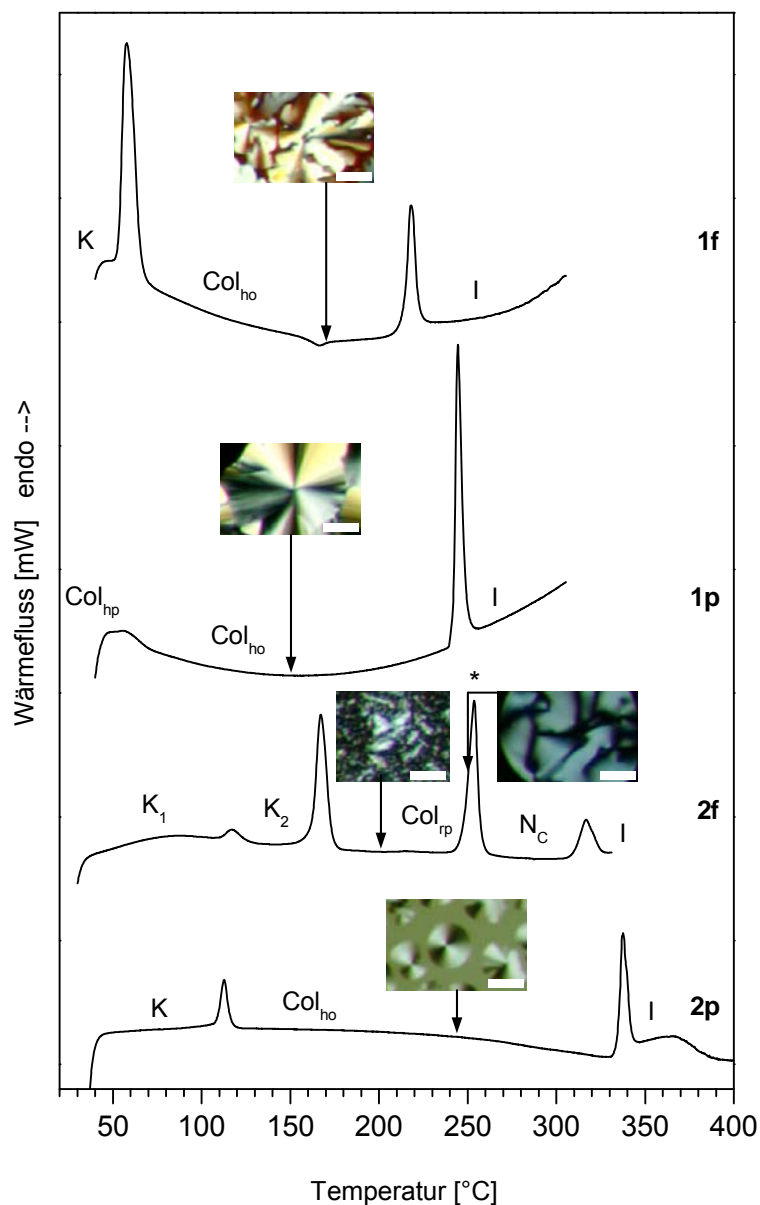 K
Col_ho
I
1f
Col_hp
Col_ho
I
1p
*
K_1
K_2
Col_rp
N_C
I
2f
K
Col_ho
I
2p
Wärmefluss [mW] endo -->
50 100 150 200 250 300 350 400
Temperatur [°C]